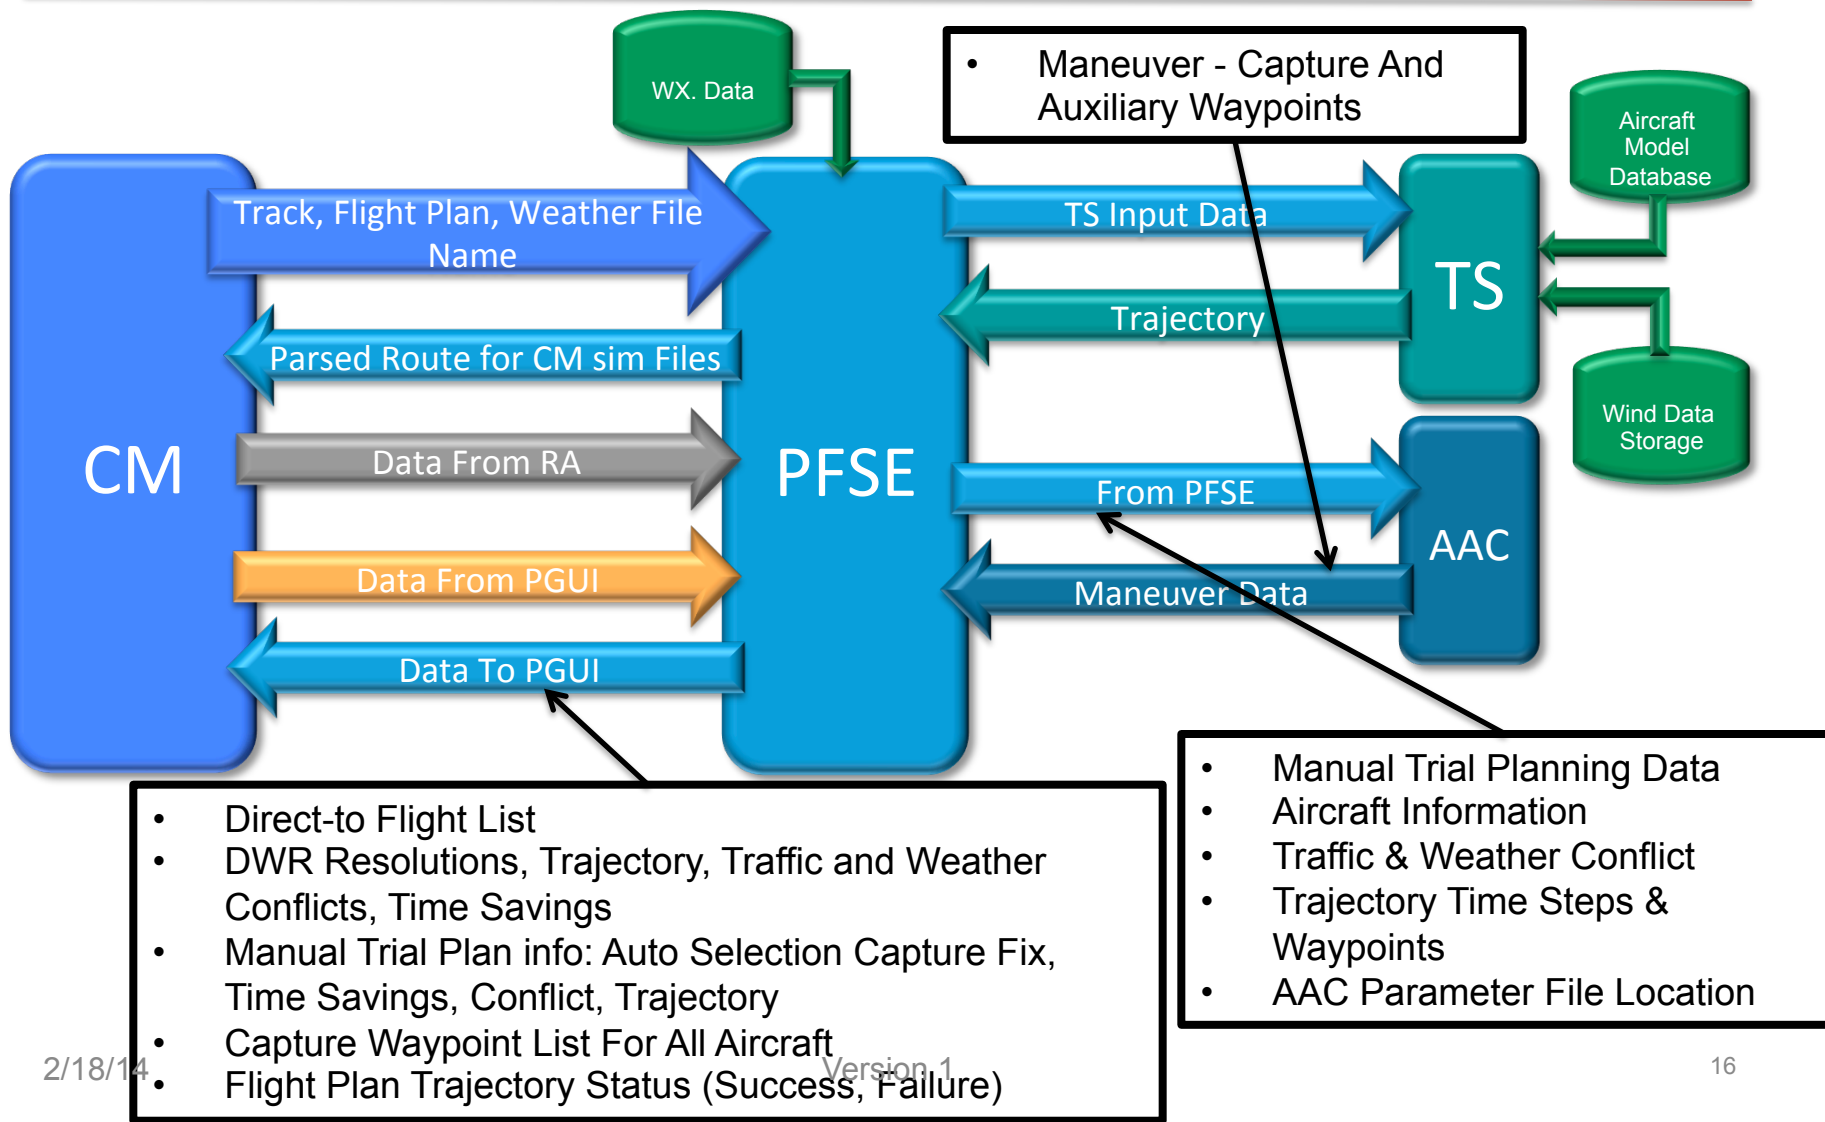 WX. Data
• Maneuver - Capture And
Auxiliary Waypoints
Aircraft
Model
Database
Track, Flight Plan, Weather File
Name
TS Input Data
TS
Trajectory
Parsed Route for CM sim Files
Wind Data
Storage
CM
Data From RA
PFSE
From PFSE
AAC
Data From PGUI
Maneuver Data
Data To PGUI
• Manual Trial Planning Data
• Aircraft Information
• Traffic & Weather Conflict
• Trajectory Time Steps &
Waypoints
• AAC Parameter File Location
• Direct-to Flight List
• DWR Resolutions, Trajectory, Traffic and Weather
Conflicts, Time Savings
• Manual Trial Plan info: Auto Selection Capture Fix,
Time Savings, Conflict, Trajectory
• Capture Waypoint List For All Aircraft
• Flight Plan Trajectory Status (Success, Failure)
2/18/14
Version 1
16